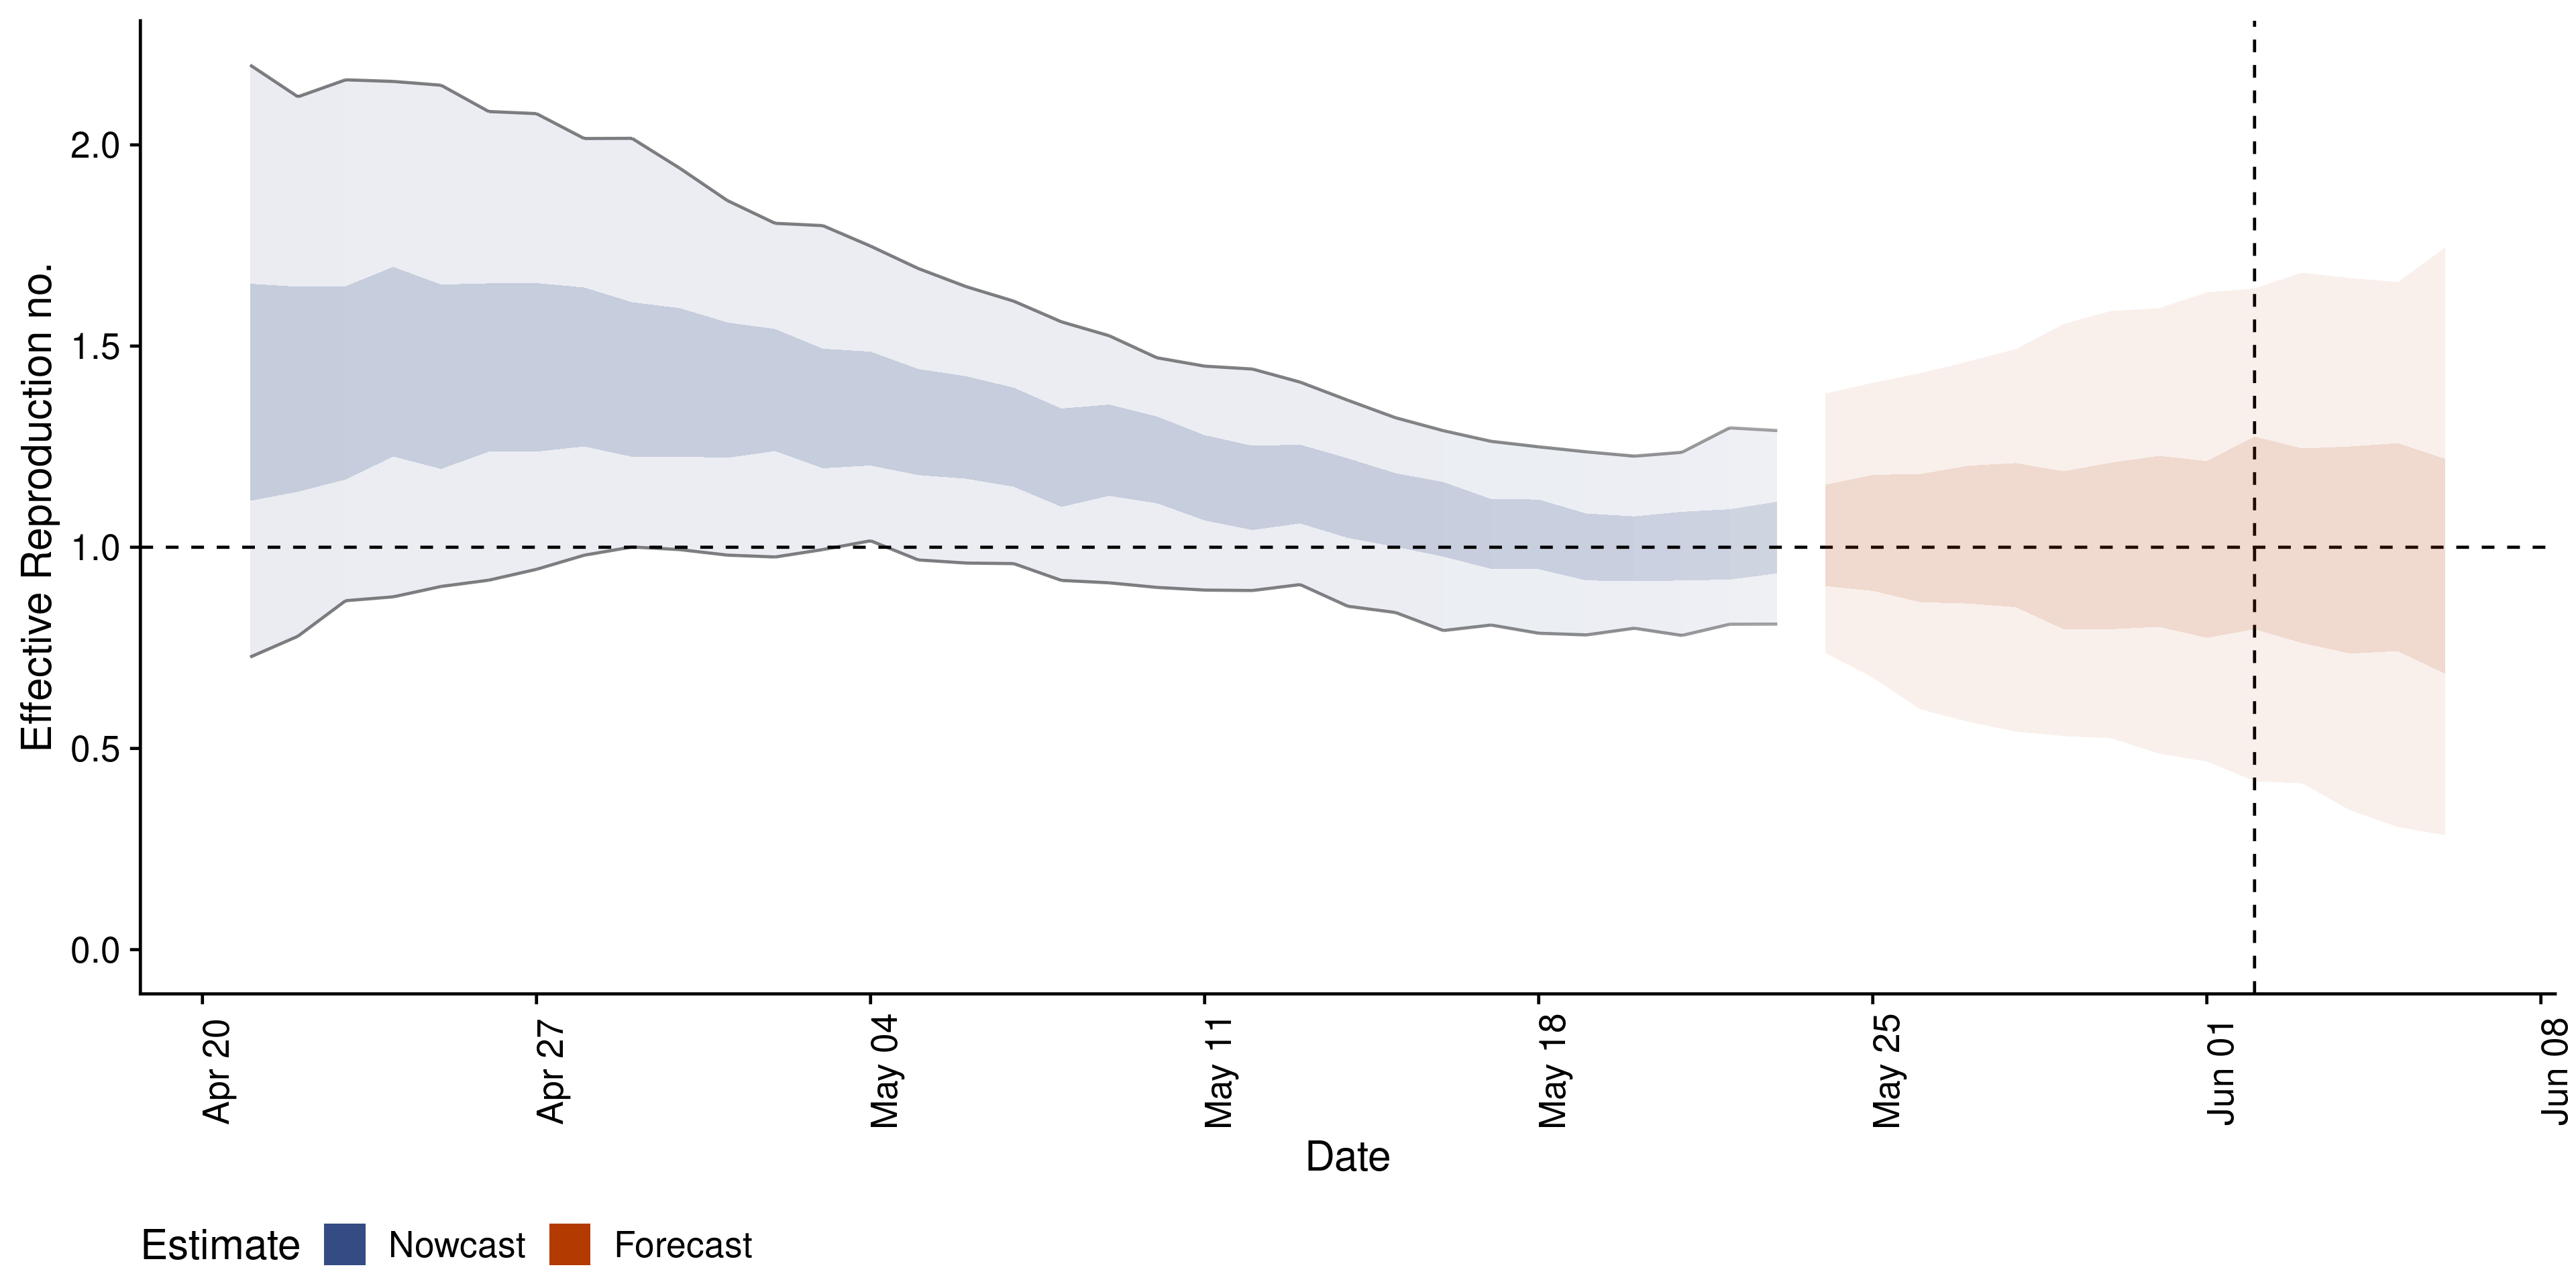 Effective Reproduction no.
2.0
1.5
1.0
0.5
0.0
Apr 20
Apr 27
May 04
May 11
May 18
May 25
Jun 01
Jun 08
Date
Estimate Nowcast Forecast